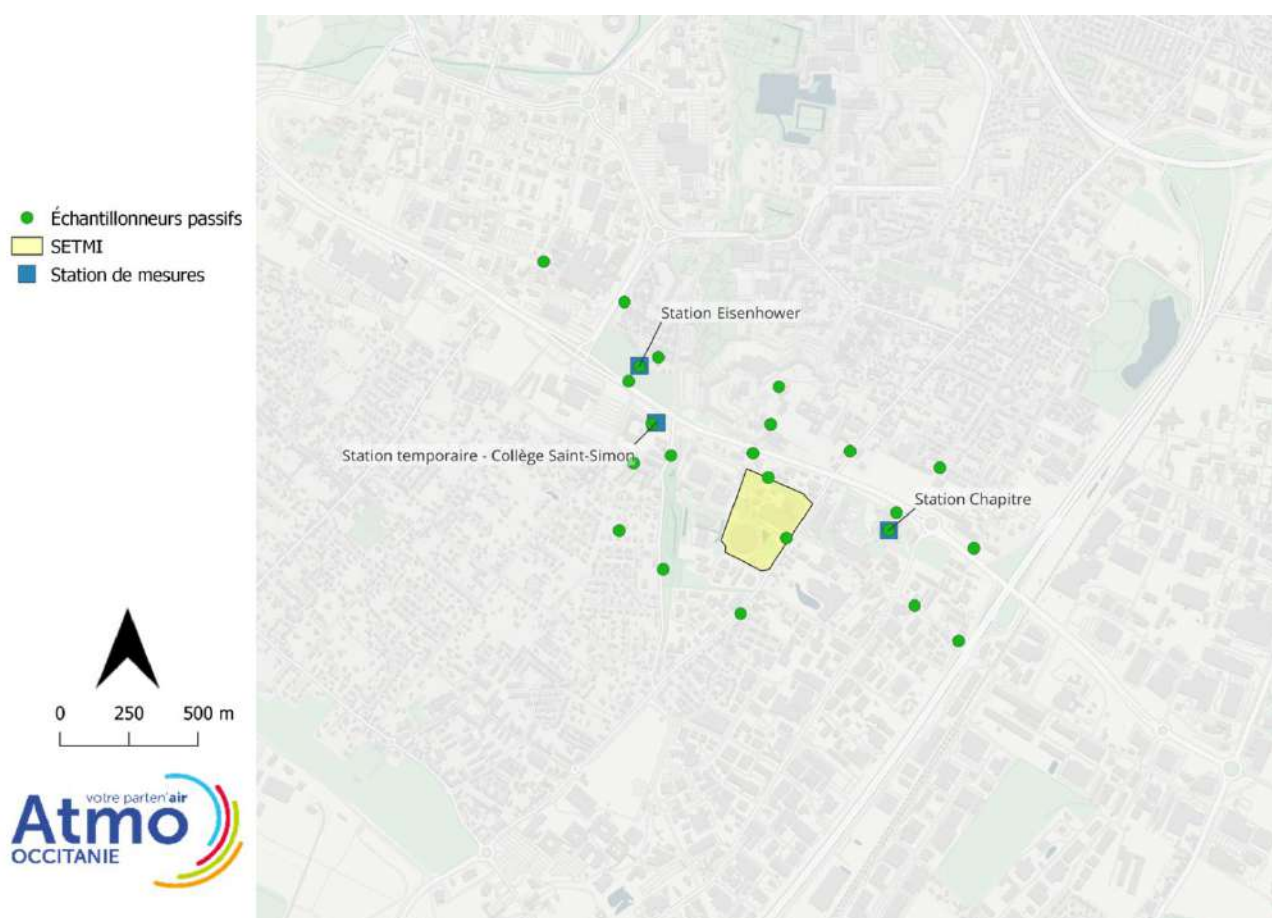 Échantillonneurs passifs
SETMI
Station de mesures
Station Eisenhower
Station temporaire - Collège Saint-Simon
Station Chapitre
0 250 500 m
votre parten'air
Atmo
OCCITANIE